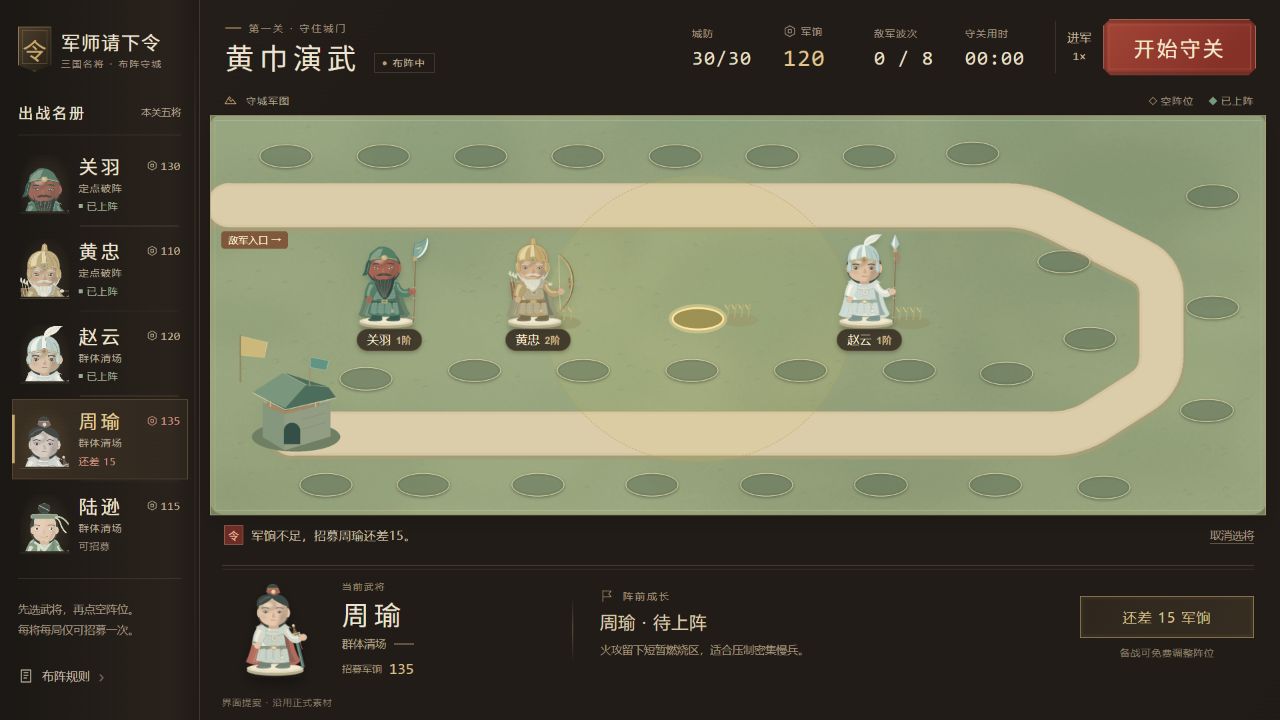 令
军师请下令
三国名将 · 布阵守城
出战名册
本关五将
关羽
130
定点破阵
已上阵
黄忠
110
定点破阵
已上阵
赵云
120
群体清场
已上阵
周瑜
135
群体清场
还差 15
陆逊
115
群体清场
可招募
先选武将，再点空阵位。
每将每局仅可招募一次。
布阵规则
第一关 · 守住城门
黄巾演武
布阵中
城防
30/30
军饷
120
敌军波次
0 / 8
守关用时
00:00
进军
1×
开始守关
守城军图
空阵位
已上阵
敌军入口→
关羽 1阶
黄忠 2阶
赵云 1阶
令
军饷不足，招募周瑜还差15。
取消选将
当前武将
周瑜
群体清场
招募军饷 135
阵前成长
周瑜 · 待上阵
火攻留下短暂燃烧区，适合压制密集慢兵。
还差 15 军饷
备战可免费调整阵位
界面提案 · 沿用正式素材